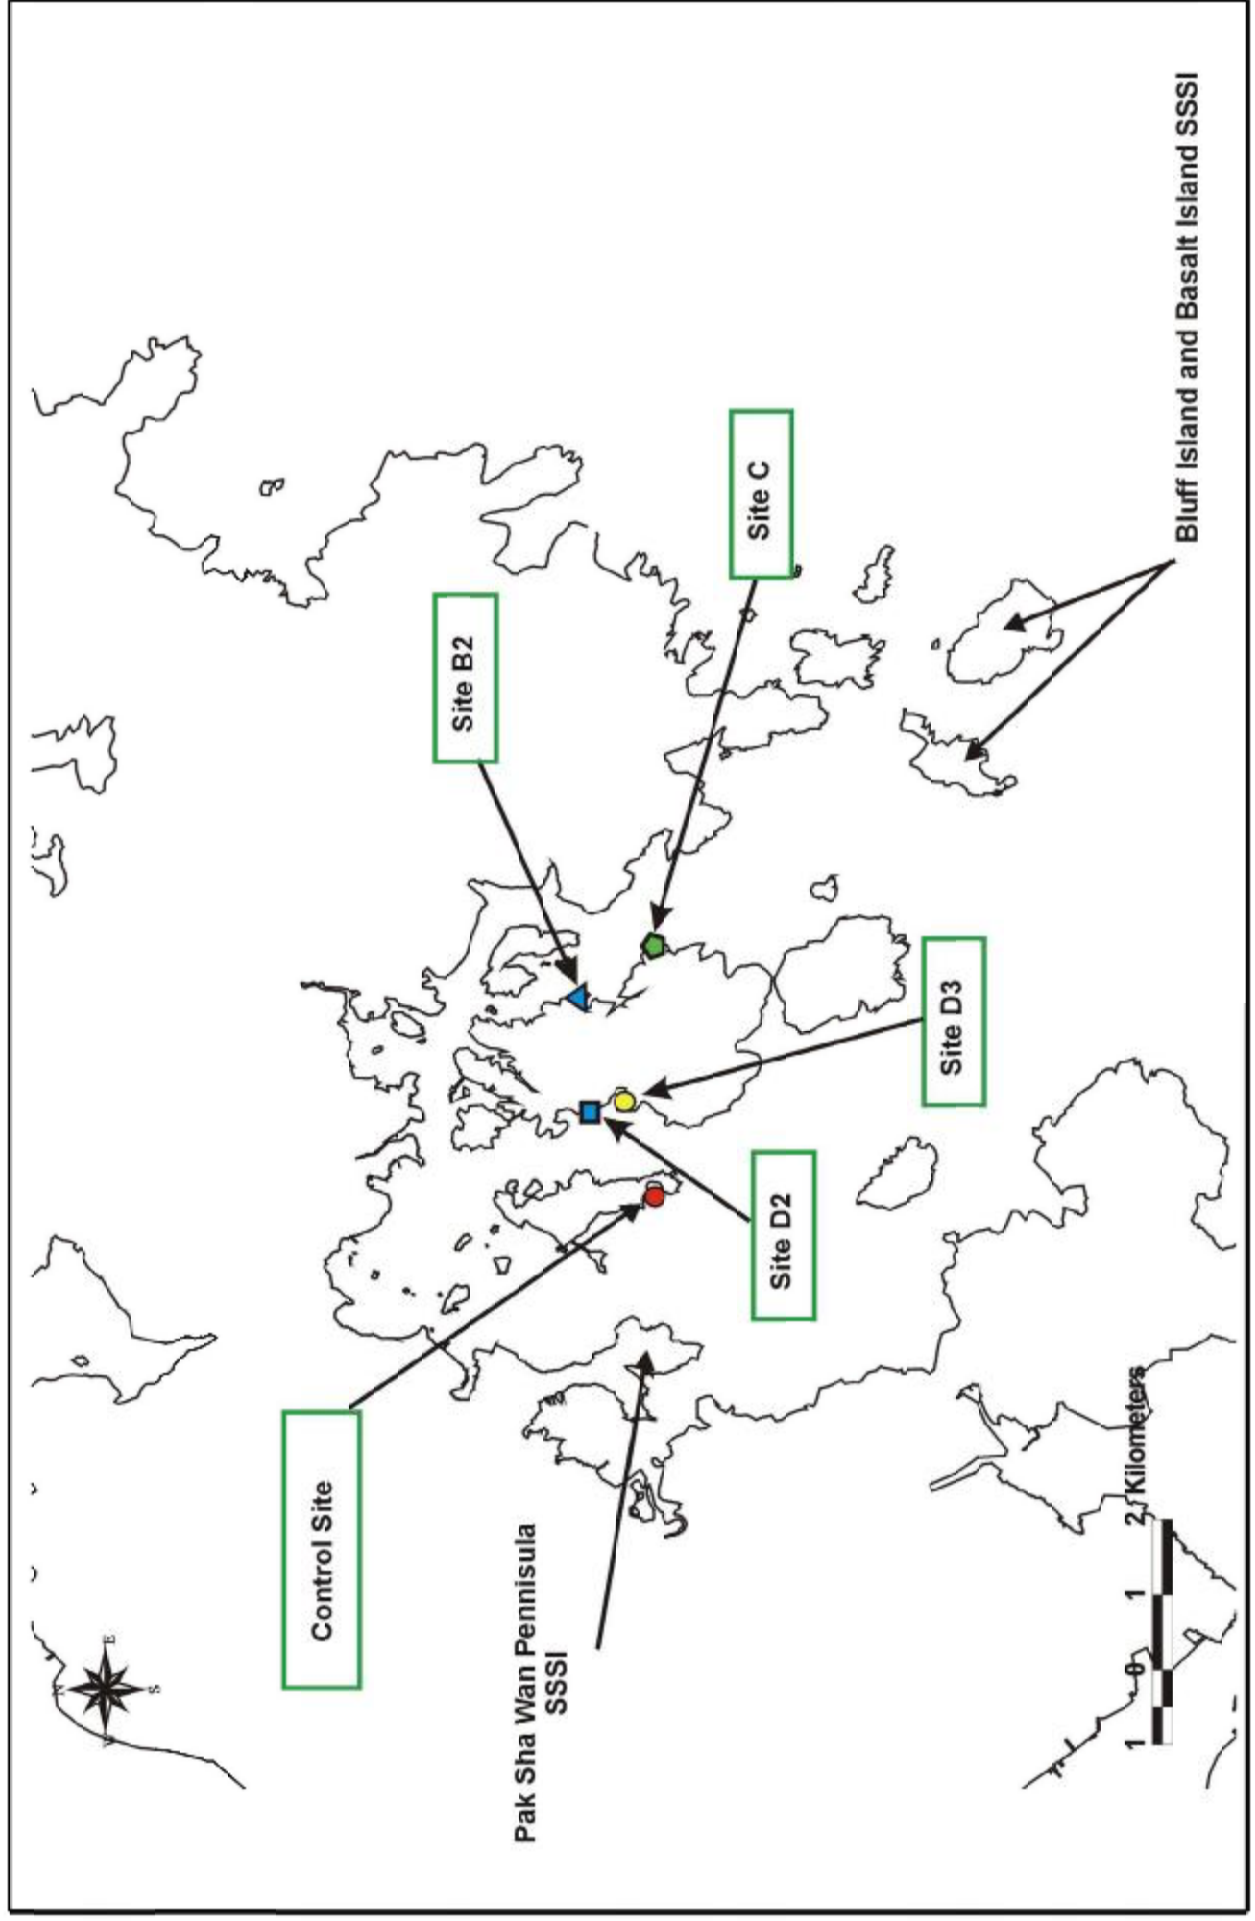 N
W E
S
Control Site
Site B2
Pak Sha Wan Pennisula
SSSI
Site C
Site D2
Site D3
1 0 1 2 Kilometers
Bluff Island and Basalt Island SSSI